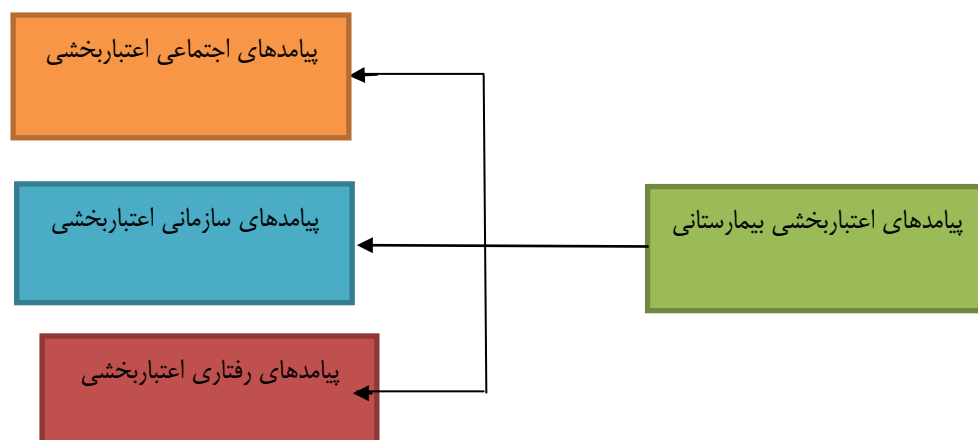 پیامدهای اجتماعی اعتباربخشی
پیامدهای سازمانی اعتباربخشی
پیامدهای اعتباربخشی بیمارستانی
پیامدهای رفتاری اعتباربخشی